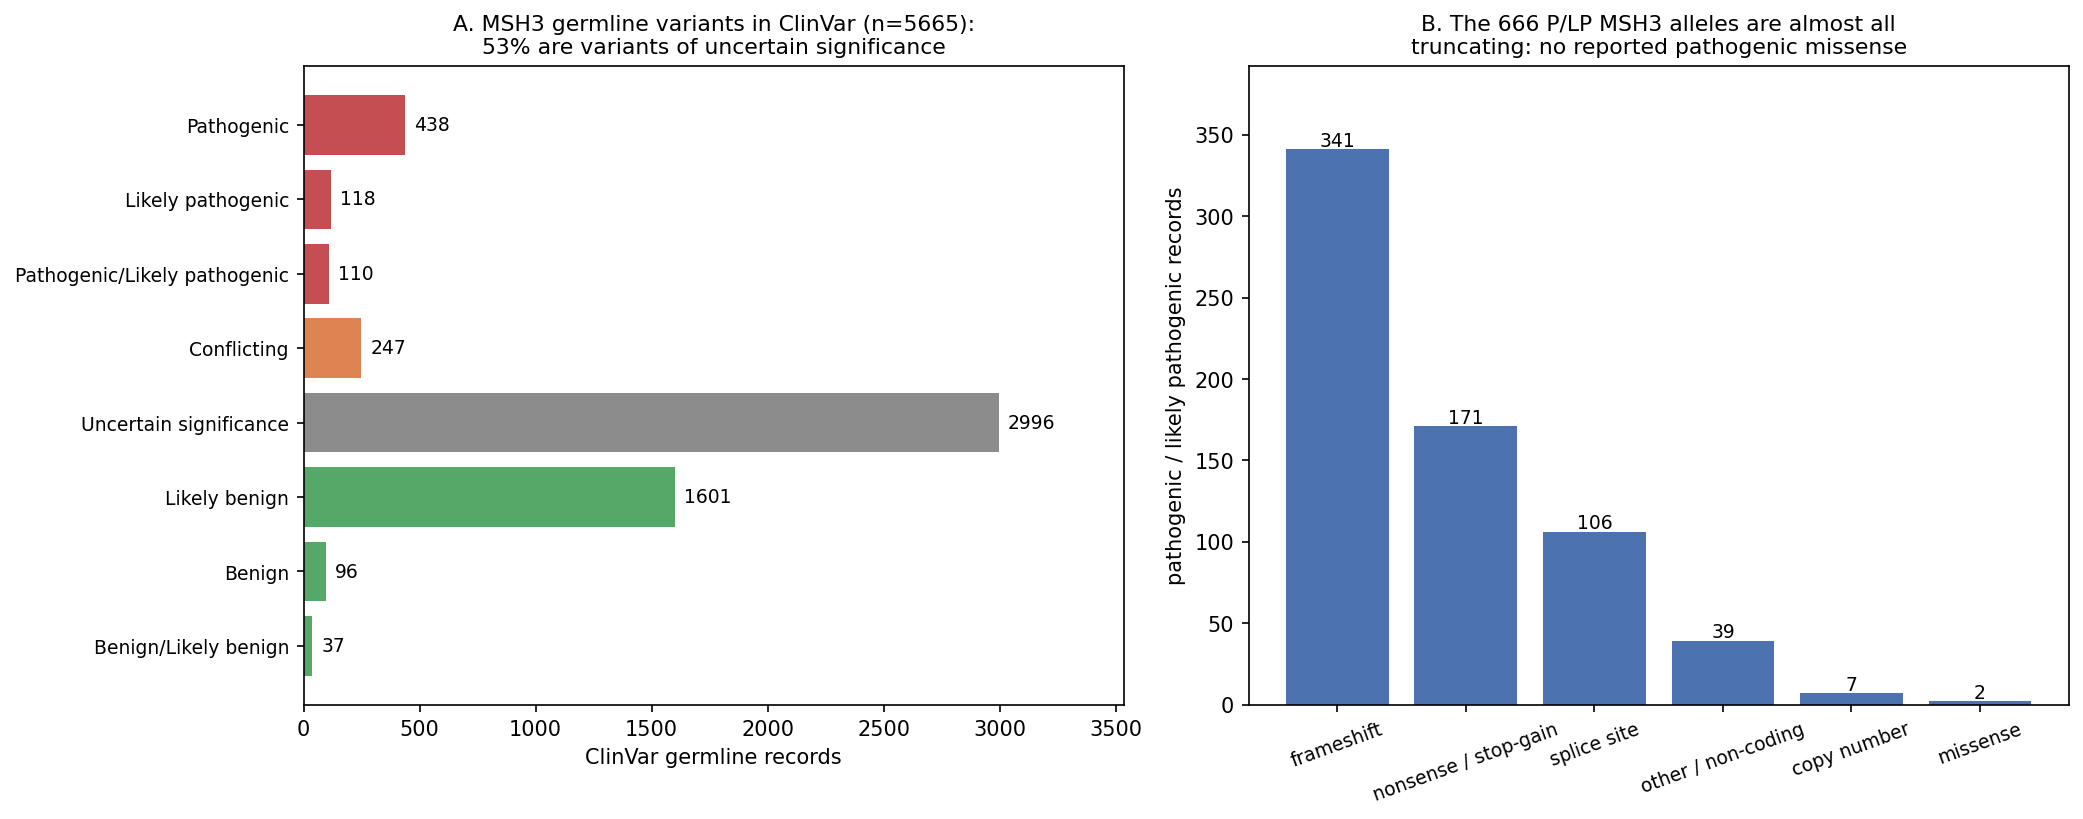 A. MSH3 germline variants in ClinVar (n=5665):
53% are variants of uncertain significance
Pathogenic
438
Likely pathogenic
118
Pathogenic/Likely pathogenic
110
Conflicting
247
Uncertain significance
2996
Likely benign
1601
Benign
96
Benign/Likely benign
37
0 500 1000 1500 2000 2500 3000 3500
ClinVar germline records
B. The 666 P/LP MSH3 alleles are almost all
truncating: no reported pathogenic missense
pathogenic / likely pathogenic records
350
300
250
200
150
100
50
0
341
171
106
39
7
2
frameshift
nonsense / stop-gain
splice site
other / non-coding
copy number
missense